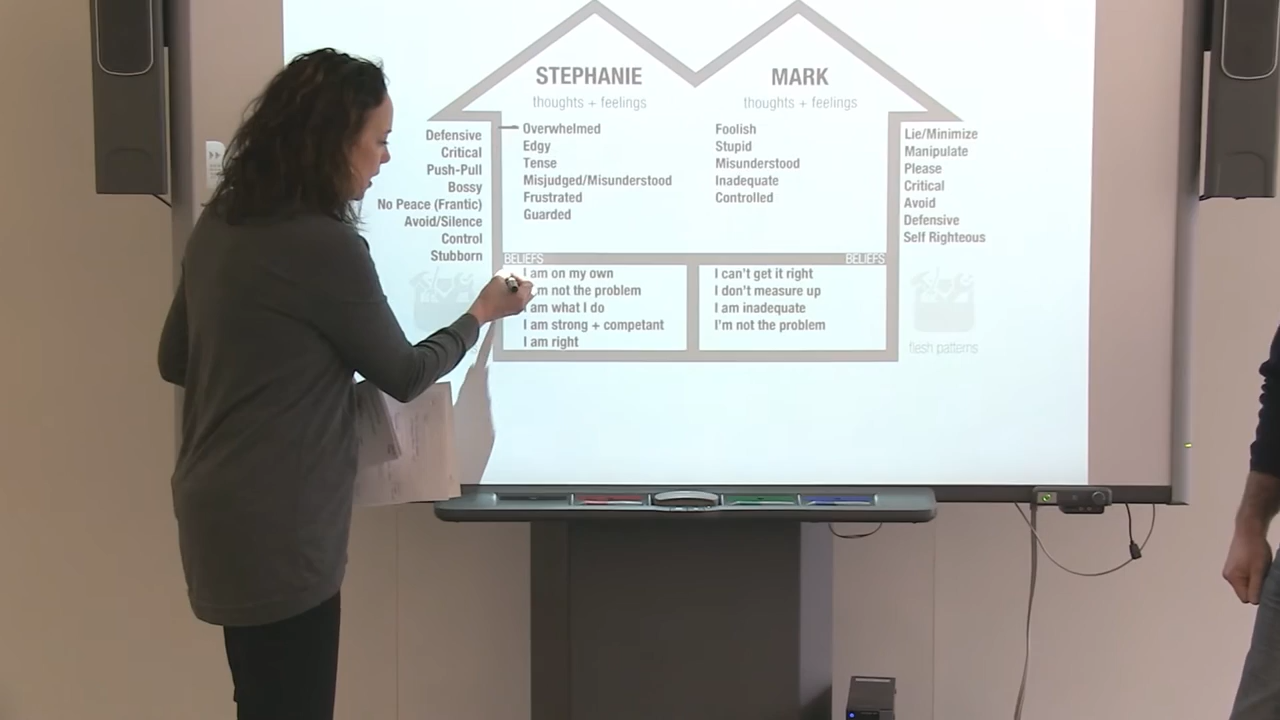 STEPHANIE
thoughts + feelings
MARK
thoughts + feelings
Defensive
Critical
Push-Pull
Bossy
No Peace (Frantic)
Avoid/Silence
Control
Stubborn
Overwhelmed
Edgy
Tense
Misjudged/Misunderstood
Frustrated
Guarded
Foolish
Stupid
Misunderstood
Inadequate
Controlled
Lie/Minimize
Manipulate
Please
Critical
Avoid
Defensive
Self Righteous
BELIEFS
I am on my own
I'm not the problem
I am what I do
I am strong + competant
I am right
BELIEFS
I can't get it right
I don't measure up
I am inadequate
I'm not the problem
flesh patterns